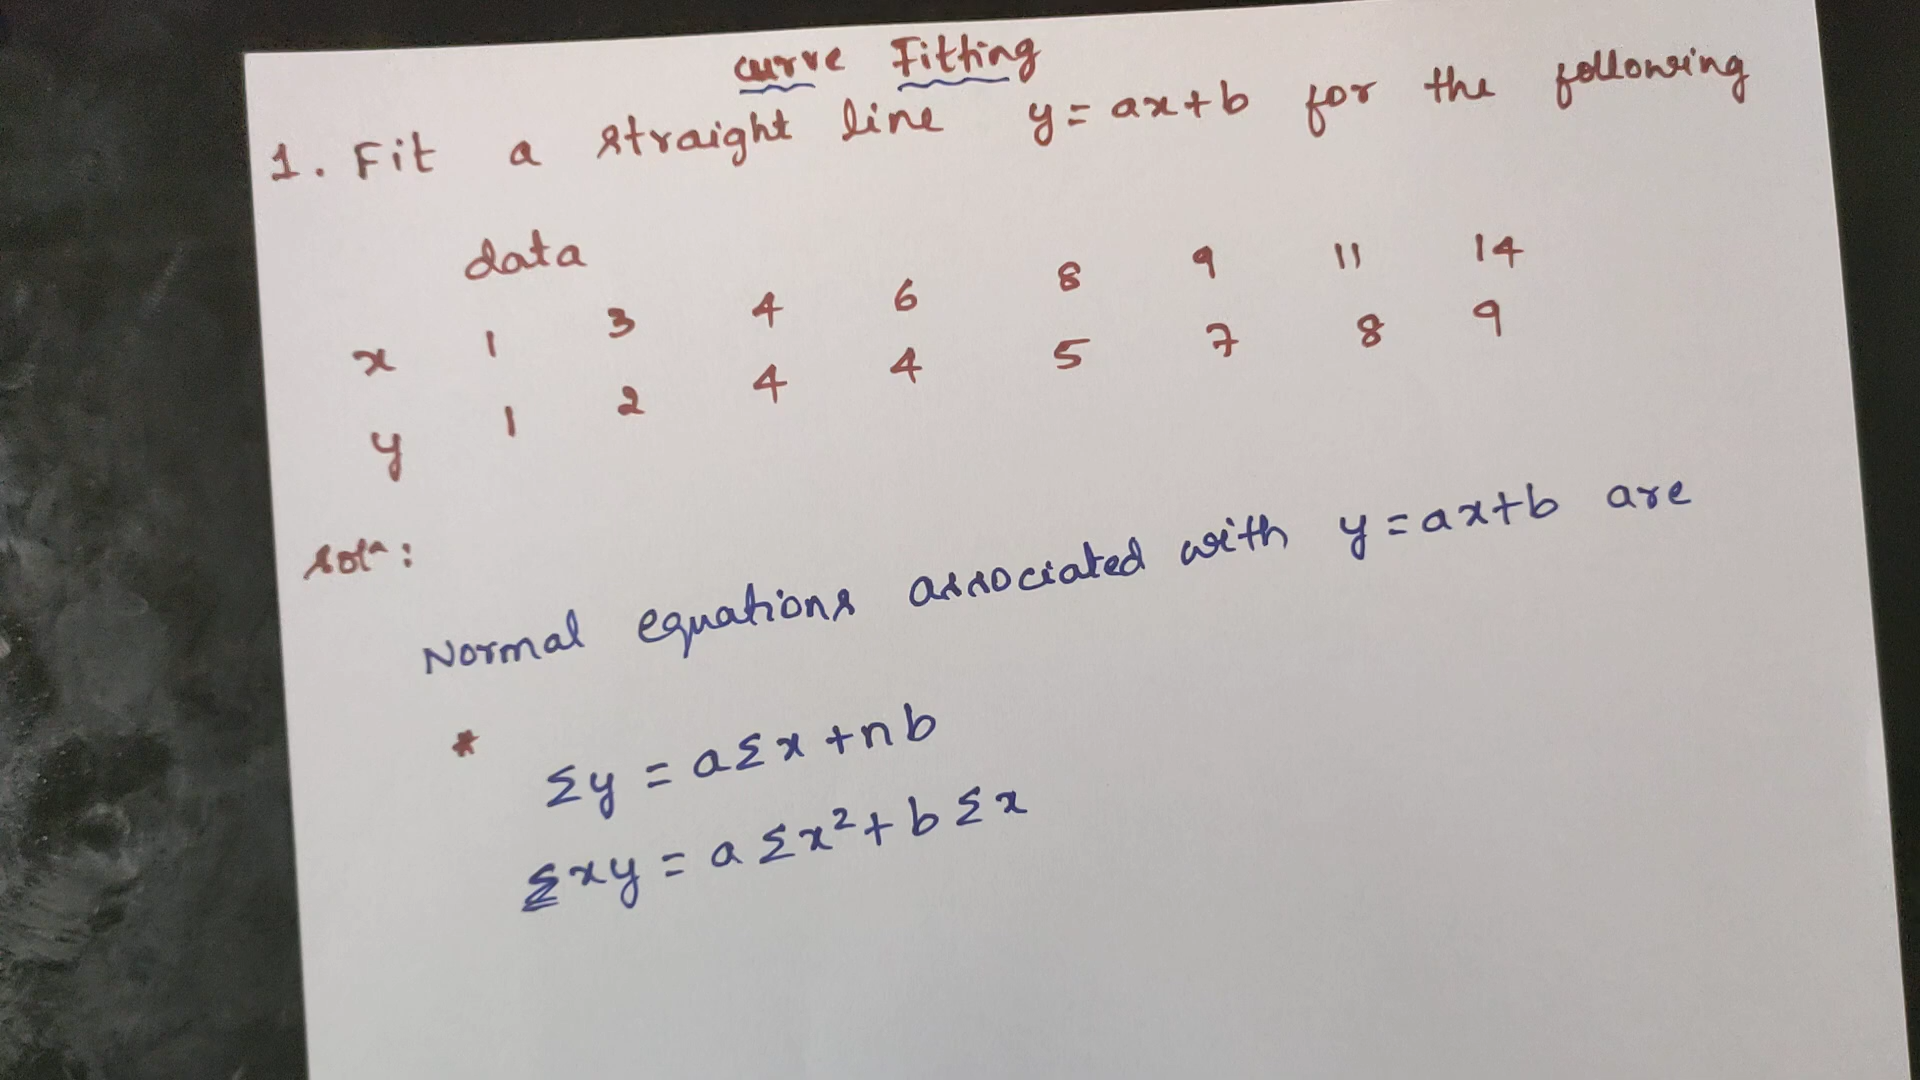 curve Fitting
1. Fit a straight line y = ax+b for the following
data
x 1 3 4 6 8 9 11 14
y 1 2 4 4 5 7 8 9
solⁿ:
Normal equations associated with y = ax+b are
* Σy = aΣx + nb
Σxy = aΣx² + bΣx